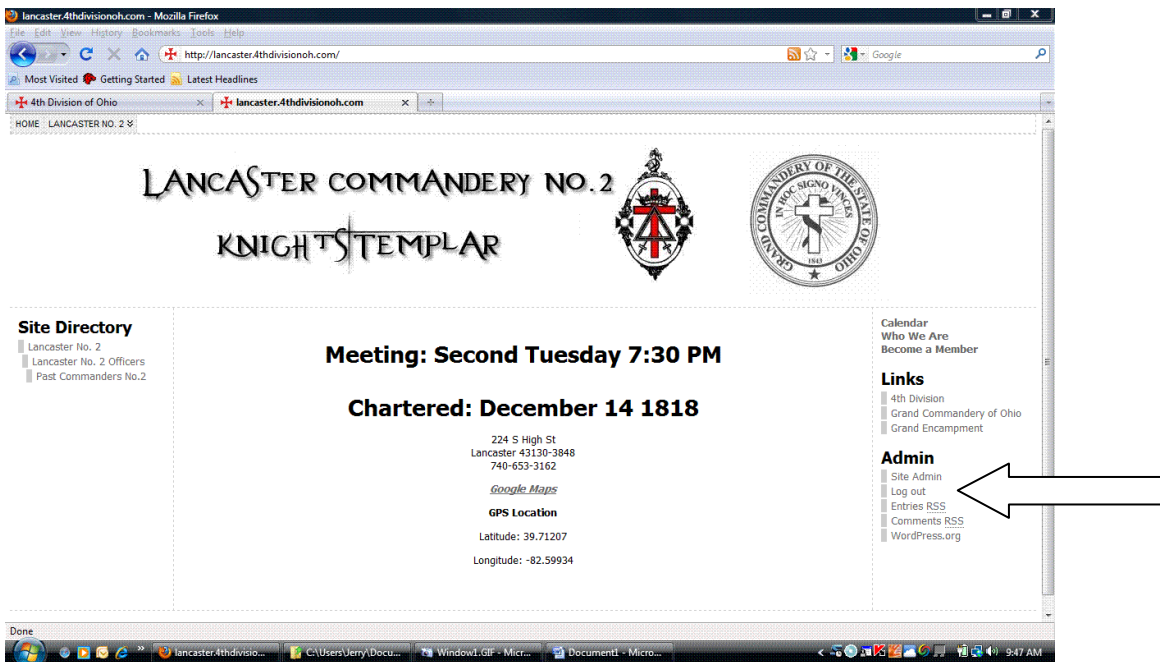 lancaster.4thdivisionoh.com - Mozilla Firefox
File Edit View History Bookmarks Tools Help
http://lancaster.4thdivisionoh.com/
Google
Most Visited Getting Started Latest Headlines
4th Division of Ohio
lancaster.4thdivisionoh.com
HOME LANCASTER NO. 2
LANCASTER COMMANDERY NO.2
KNIGHTS TEMPLAR
GRAND COMMANDERY OF THE STATE OF OHIO
IN HOC SIGNO VINCES
1843
Site Directory
Lancaster No. 2
Lancaster No. 2 Officers
Past Commanders No.2
Meeting: Second Tuesday 7:30 PM
Chartered: December 14 1818
224 S High St
Lancaster 43130-3848
740-653-3162
Google Maps
GPS Location
Latitude: 39.71207
Longitude: -82.59934
Calendar
Who We Are
Become a Member
Links
4th Division
Grand Commandery of Ohio
Grand Encampment
Admin
Site Admin
Log out
Entries RSS
Comments RSS
WordPress.org
Done
lancaster.4thdivisio... C:\Users\Jerry\Docu... Window1.GIF - Micr... Document1 - Micro... 9:47 AM